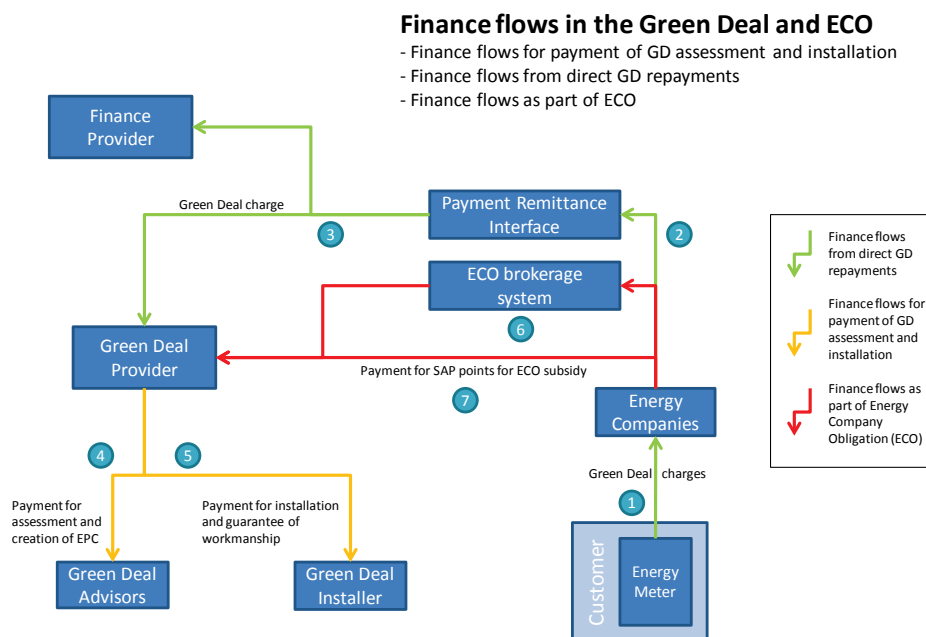 Finance flows in the Green Deal and ECO
- Finance flows for payment of GD assessment and installation
- Finance flows from direct GD repayments
- Finance flows as part of ECO
Finance
Provider
Green Deal charge
3
Payment Remittance
Interface
2
ECO brokerage
system
6
Green Deal
Provider
Payment for SAP points for ECO subsidy
7
Energy
Companies
4
5
Green Deal charges
1
Payment for
assessment and
creation of EPC
Payment for installation
and guarantee of
workmanship
Green Deal
Advisors
Green Deal
Installer
Customer
Energy
Meter
Finance flows
from direct GD
repayments
Finance flows for
payment of GD
assessment and
installation
Finance flows as
part of Energy
Company
Obligation (ECO)